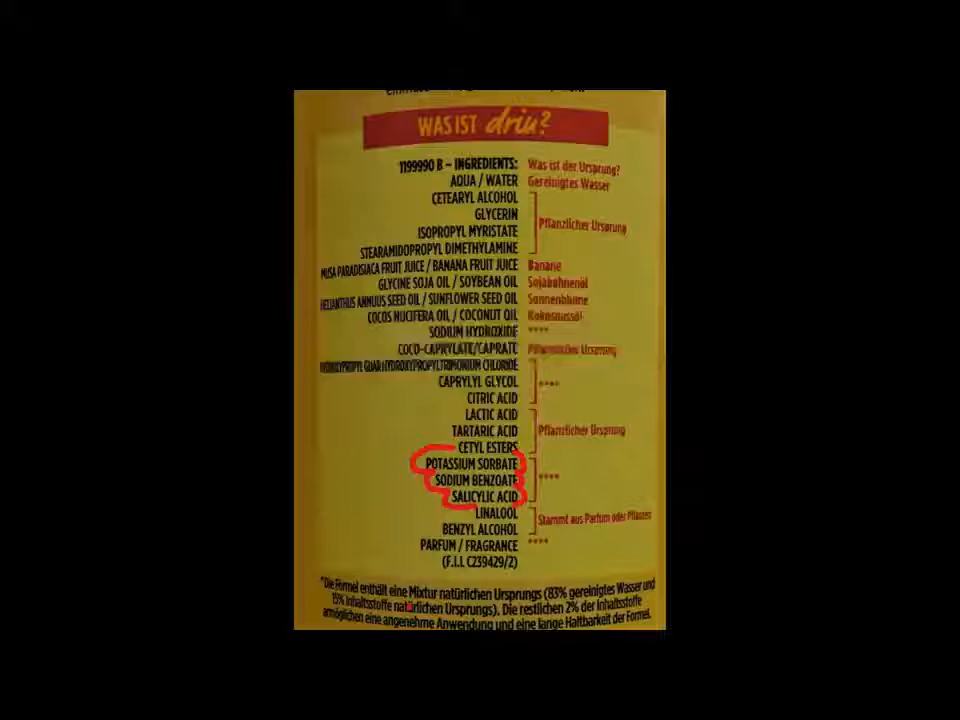 WAS IST drin?
1199990 B – INGREDIENTS: Was ist der Ursprung?
AQUA / WATER Gereinigtes Wasser
CETEARYL ALCOHOL
GLYCERIN
ISOPROPYL MYRISTATE Pflanzlicher Ursprung
STEARAMIDOPROPYL DIMETHYLAMINE
MUSA PARADISIACA FRUIT JUICE / BANANA FRUIT JUICE Banane
GLYCINE SOJA OIL / SOYBEAN OIL Sojabohnenöl
HELIANTHUS ANNUUS SEED OIL / SUNFLOWER SEED OIL Sonnenblume
COCOS NUCIFERA OIL / COCONUT OIL Kokosnussöl
SODIUM HYDROXIDE ****
COCO-CAPRYLATE/CAPRATE Pflanzlicher Ursprung
HYDROXYPROPYL GUAR HYDROXYPROPYLTRIMONIUM CHLORIDE
CAPRYLYL GLYCOL ****
CITRIC ACID
LACTIC ACID
TARTARIC ACID Pflanzlicher Ursprung
CETYL ESTERS
POTASSIUM SORBATE
SODIUM BENZOATE ****
SALICYLIC ACID
LINALOOL Stammt aus Parfum oder Pflanze
BENZYL ALCOHOL
PARFUM / FRAGRANCE ****
(F.I.L C239429/2)
*Die Formel enthält eine Mixtur natürlichen Ursprungs (83% gereinigtes Wasser und
15% Inhaltsstoffe natürlichen Ursprungs). Die restlichen 2% der Inhaltsstoffe
ermöglichen eine angenehme Anwendung und eine lange Haltbarkeit der Formel.